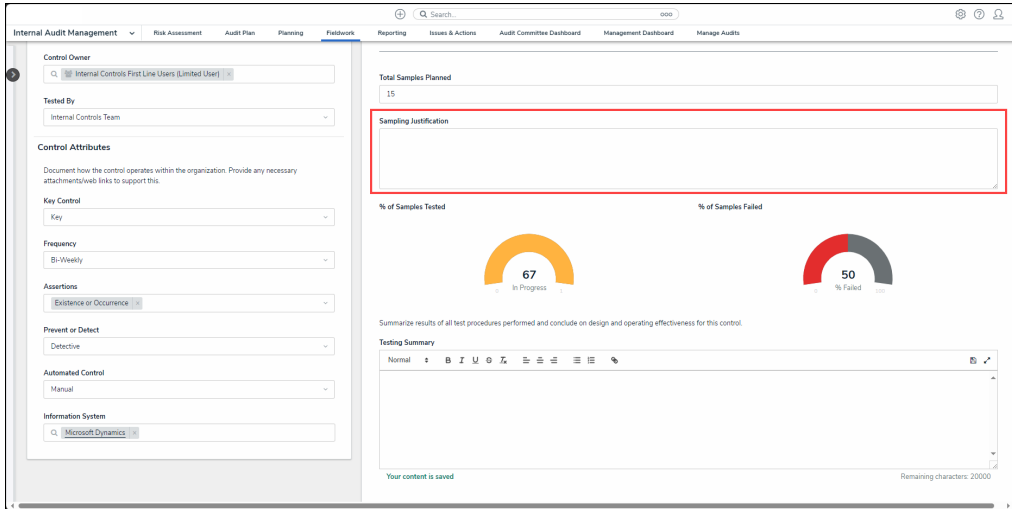 Search...
Internal Audit Management
Risk Assessment
Audit Plan
Planning
Fieldwork
Reporting
Issues & Actions
Audit Committee Dashboard
Management Dashboard
Manage Audits
Control Owner
Internal Controls First Line Users (Limited User) ×
Tested By
Internal Controls Team
Control Attributes
Document how the control operates within the organization. Provide any necessary
attachments/web links to support this.
Key Control
Key
Frequency
Bi-Weekly
Assertions
Existence or Occurrence ×
Prevent or Detect
Detective
Automated Control
Manual
Information System
Microsoft Dynamics ×
Total Samples Planned
15
Sampling Justification
% of Samples Tested
% of Samples Failed
67
In Progress
0
1
50
% Failed
0
100
Summarize results of all test procedures performed and conclude on design and operating effectiveness for this control.
Testing Summary
Normal B I U S Tx
Your content is saved
Remaining characters: 20000